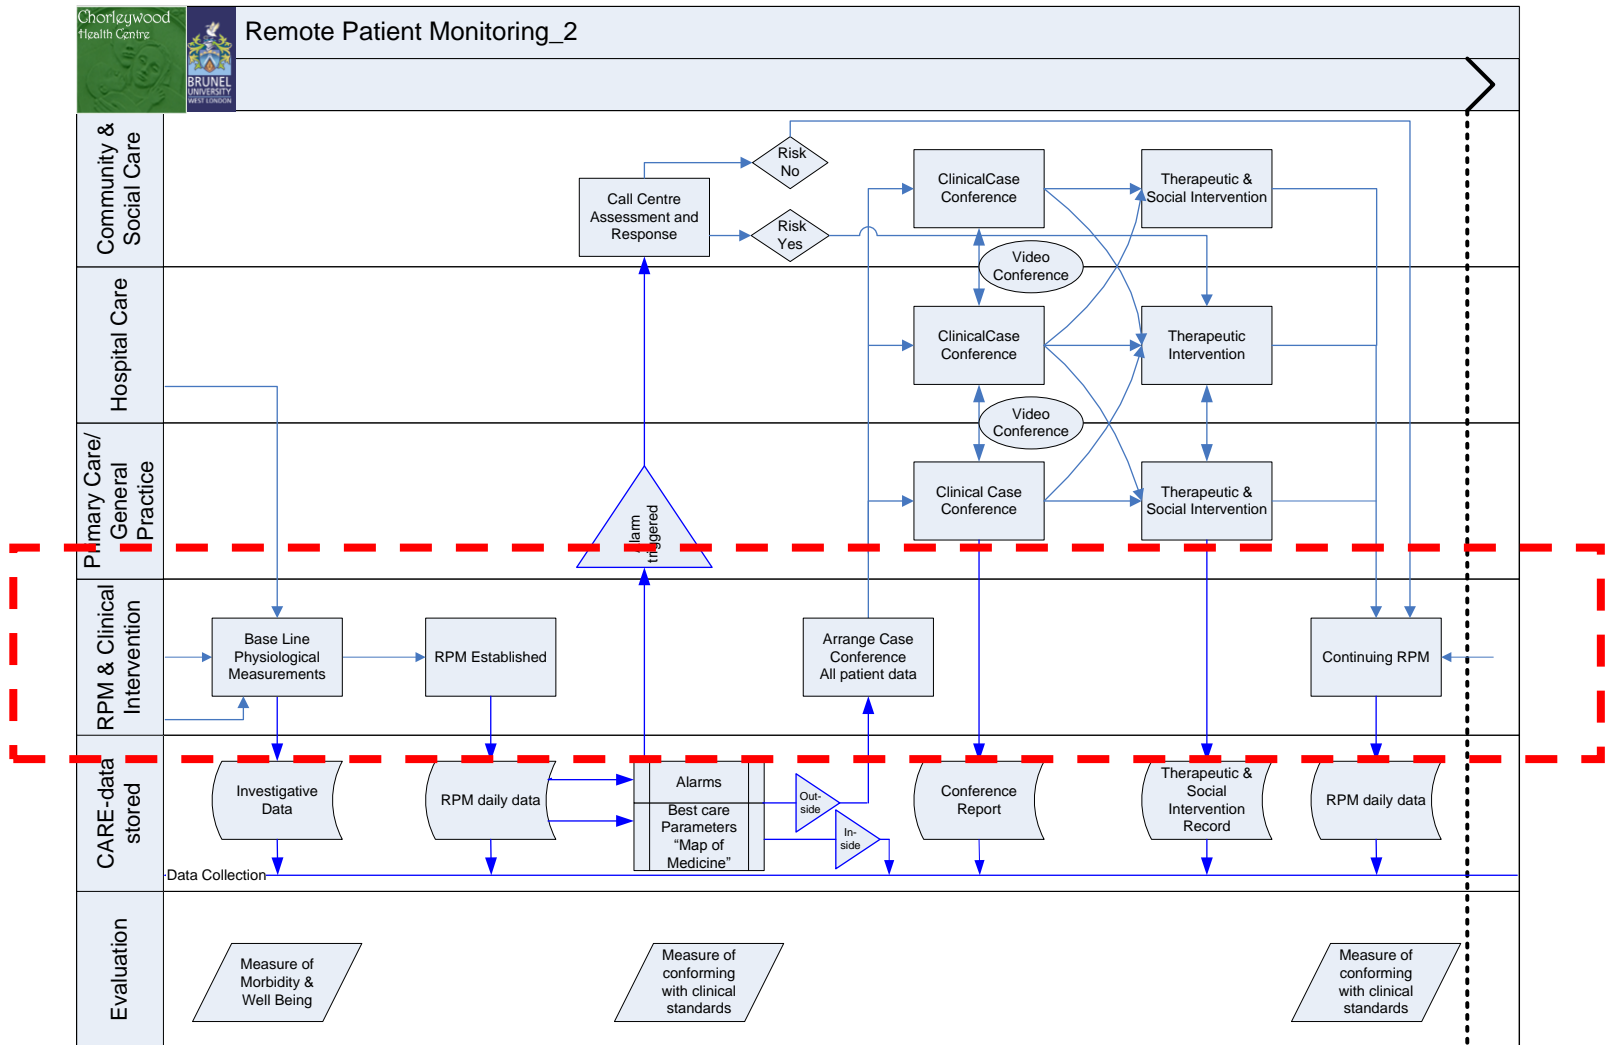 Chorleywood
Health Centre
BRUNEL
UNIVERSITY
WEST LONDON
Remote Patient Monitoring_2
Community &
Social Care
Risk
No
Call Centre
Assessment and
Response
Risk
Yes
ClinicalCase
Conference
Therapeutic &
Social Intervention
Video
Conference
Hospital Care
ClinicalCase
Conference
Therapeutic
Intervention
Video
Conference
Primary Care/
General
Practice
Alarm
triggered
Clinical Case
Conference
Therapeutic &
Social Intervention
RPM & Clinical
Intervention
Base Line
Physiological
Measurements
RPM Established
Arrange Case
Conference
All patient data
Continuing RPM
CARE-data
stored
Investigative
Data
RPM daily data
Alarms
Best care
Parameters
“Map of
Medicine”
Out-
side
In-
side
Conference
Report
Therapeutic &
Social
Intervention
Record
RPM daily data
Data Collection
Evaluation
Measure of
Morbidity &
Well Being
Measure of
conforming
with clinical
standards
Measure of
conforming
with clinical
standards